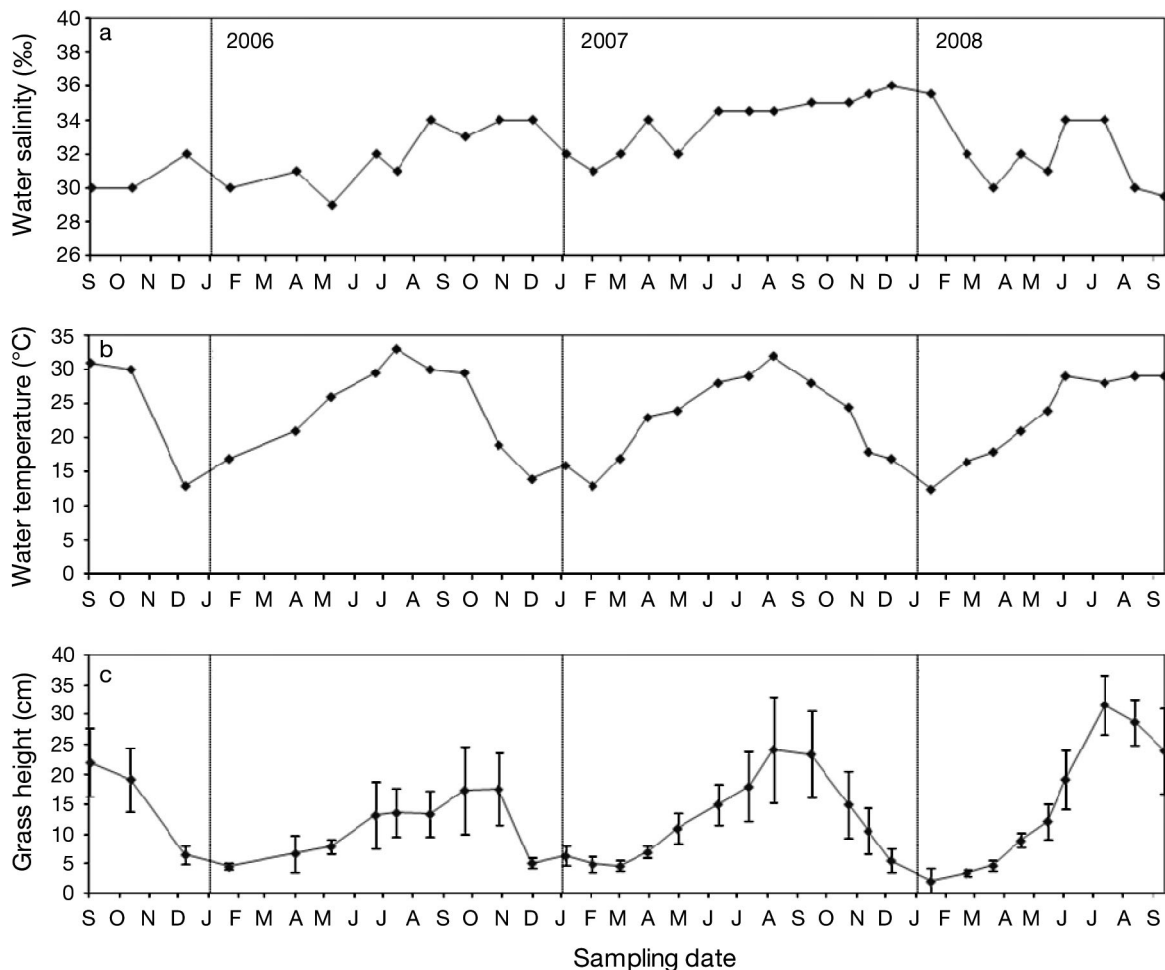 a
2006
2007
2008
Water salinity (‰)
40
38
36
34
32
30
28
26
S O N D J F M A M J J A S O N D J F M A M J J A S O N D J F M A M J J A S
b
Water temperature (°C)
35
30
25
20
15
10
5
0
S O N D J F M A M J J A S O N D J F M A M J J A S O N D J F M A M J J A S
c
Grass height (cm)
40
35
30
25
20
15
10
5
0
S O N D J F M A M J J A S O N D J F M A M J J A S O N D J F M A M J J A S
Sampling date